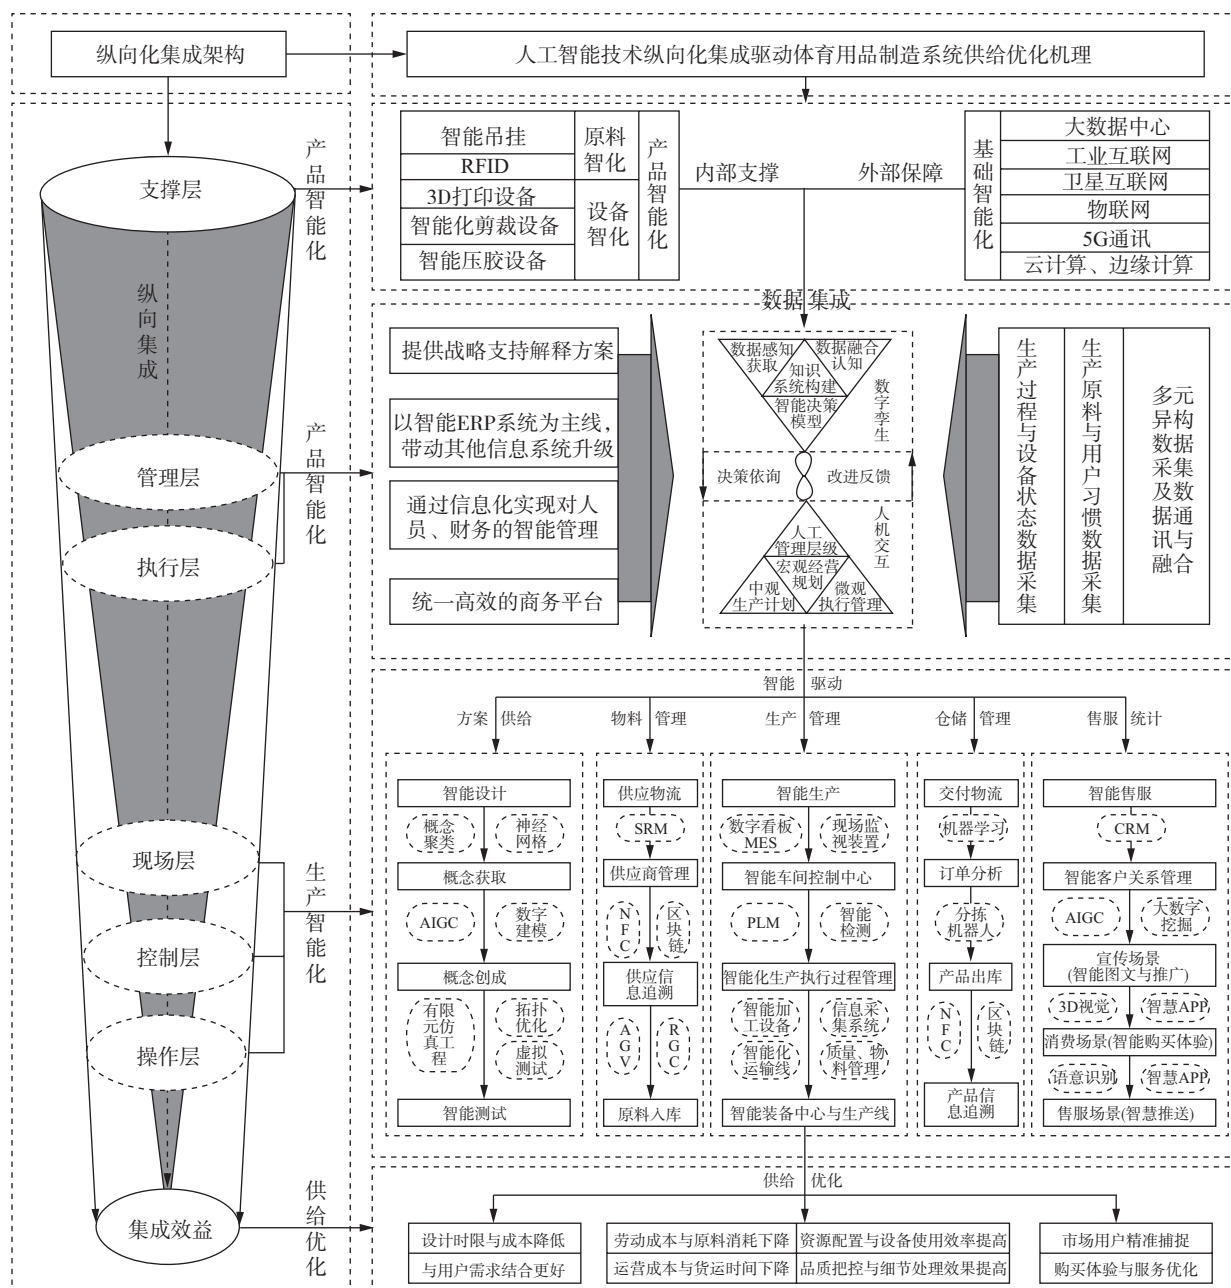 纵向化集成架构
人工智能技术纵向化集成驱动体育用品制造系统供给优化机理
支撑层
纵向集成
管理层
执行层
现场层
控制层
操作层
集成效益
产品智能化
产品智能化
生产智能化
供给优化
智能吊挂
RFID
3D打印设备
智能化剪裁设备
智能压胶设备
原料
智化
设备
智化
产品智能化
内部支撑
外部保障
基础智能化
大数据中心
工业互联网
卫星互联网
物联网
5G通讯
云计算、边缘计算
数据 集成
提供战略支持解释方案
以智能ERP系统为主线,
带动其他信息系统升级
通过信息化实现对人
员、财务的智能管理
统一高效的商务平台
数据感知
获取
数据融合
认知
知识
系统构建
智能决策
模型
数字孪生
决策依询
改进反馈
人机交互
人工
管理层级
宏观经营
规划
中观
生产计划
微观
执行管理
生产过程与设备状态数据采集
生产原料与用户习惯数据采集
多元
异构
数据
采集
及数
据通
讯与
融合
智能 驱动
方案 供给
物料 管理
生产 管理
仓储 管理
售服 统计
智能设计
概念
聚类
神经
网格
概念获取
AIGC
数字
建模
概念创成
有限
元仿
真工程
拓扑
优化
虚拟
测试
智能测试
供应物流
SRM
供应商管理
NFC
区块链
供应信
息追溯
AGV
RGC
原料入库
智能生产
数字看板
MES
现场监
视装置
智能车间控制中心
PLM
智能
检测
智能化生产执行过程管理
智能加
工设备
信息采
集系统
智能化
运输线
质量、物
料管理
智能装备中心与生产线
交付物流
机器学习
订单分析
分拣
机器人
产品出库
NFC
区块链
产品信
息追溯
智能售服
CRM
智能客户关系管理
AIGC
大数字
挖掘
宣传场景
(智能图文与推广)
3D视觉
智慧APP
消费场景(智能购买体验)
语意识别
智慧APP
售服场景(智慧推送)
供给 优化
设计时限与成本降低
与用户需求结合更好
劳动成本与原料消耗下降
运营成本与货运时间下降
资源配置与设备使用效率提高
品质把控与细节处理效果提高
市场用户精准捕捉
购买体验与服务优化